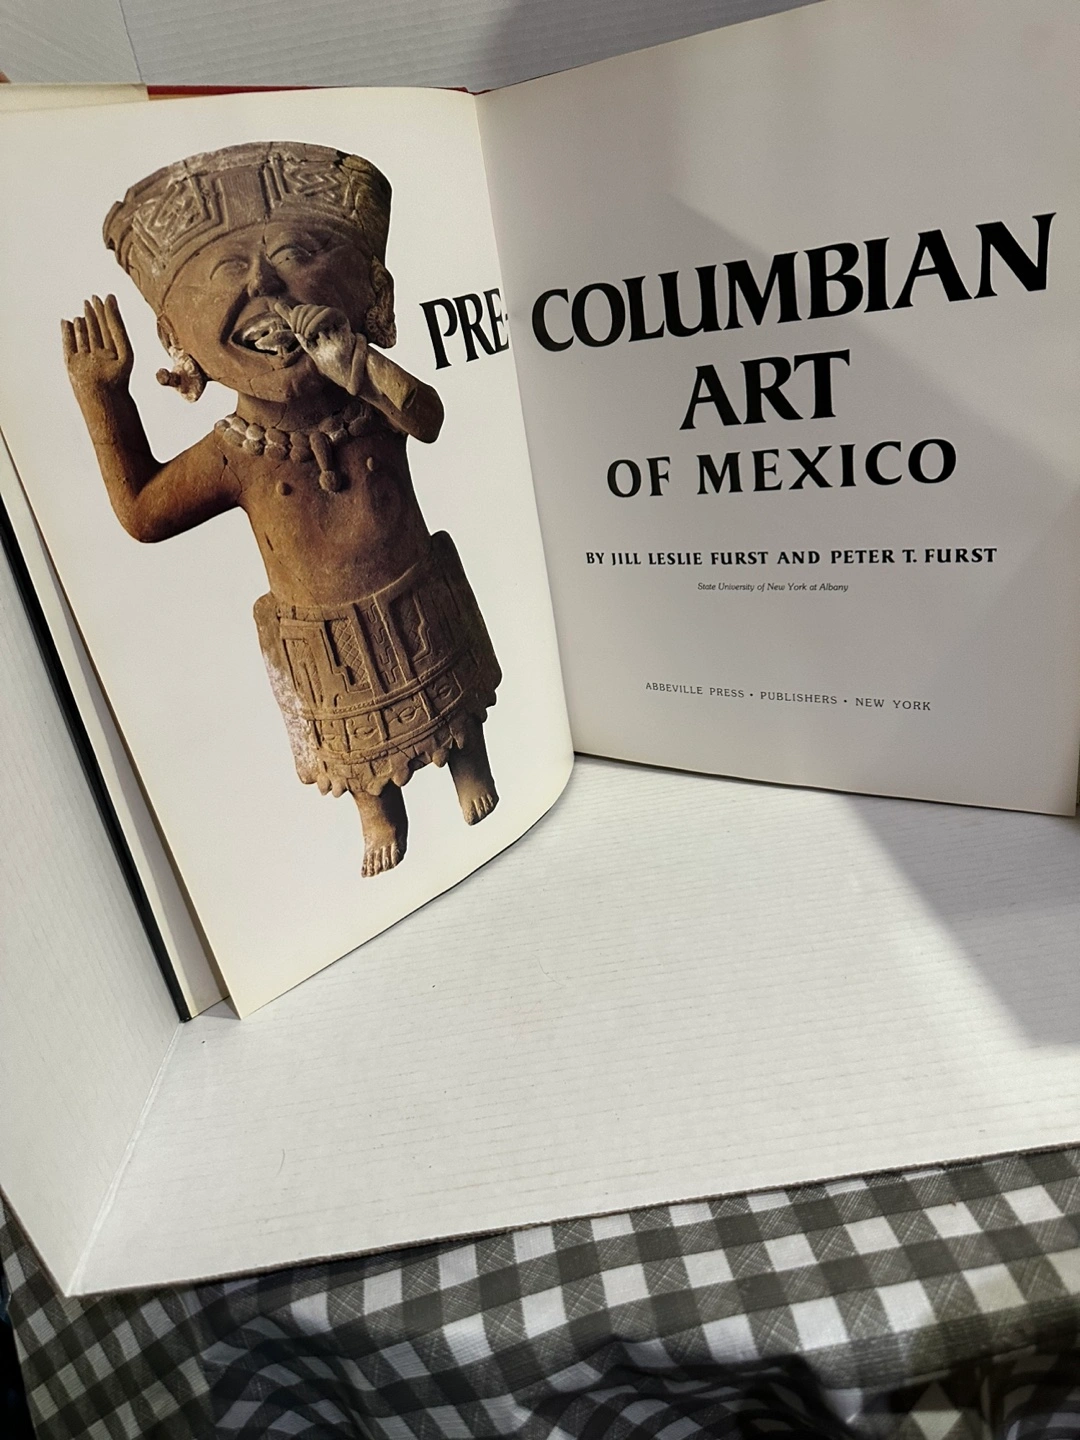 PRE-COLUMBIAN
ART
OF MEXICO
BY JILL LESLIE FURST AND PETER T. FURST
State University of New York at Albany
ABBEVILLE PRESS • PUBLISHERS • NEW YORK